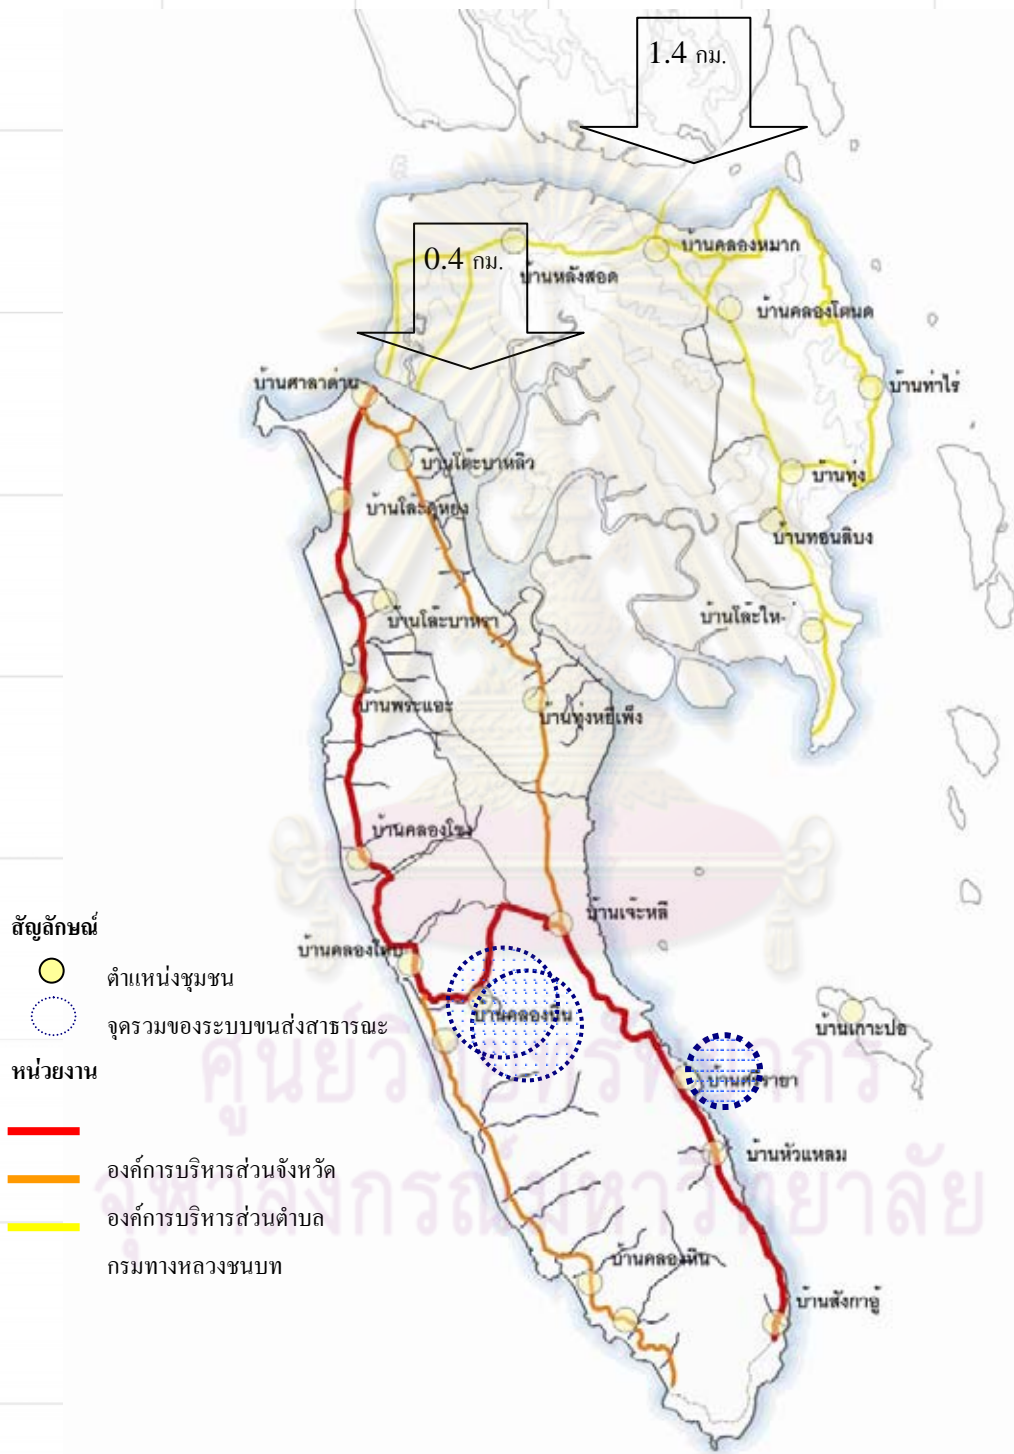 1.4 กม.
0.4 กม.
บ้านคลองหมาก
บ้านหลังสอด
บ้านคลองโตนด
บ้านศาลาด่าน
บ้านท่าไร่
บ้านโต๊ะบาหลิว
บ้านทุ่ง
บ้านโล๊ะดุหยง
บ้านทอนลิบง
บ้านโล๊ะบาหรา
บ้านโล๊ะให
บ้านพระแอะ
บ้านทุ่งหยีเพ็ง
บ้านคลองโขง
บ้านเจ๊ะหลี
บ้านคลองนิน
บ้านเกาะปอ
บ้านศรีรายา
บ้านหัวแหลม
บ้านคลองหิน
บ้านสังกาอู้
สัญลักษณ์
ตำแหน่งชุมชน
จุดรวมของระบบขนส่งสาธารณะ
หน่วยงาน
องค์การบริหารส่วนจังหวัด
องค์การบริหารส่วนตำบล
กรมทางหลวงชนบท
ศูนย์วิทยทรัพยากร
จุฬาลงกรณ์มหาวิทยาลัย